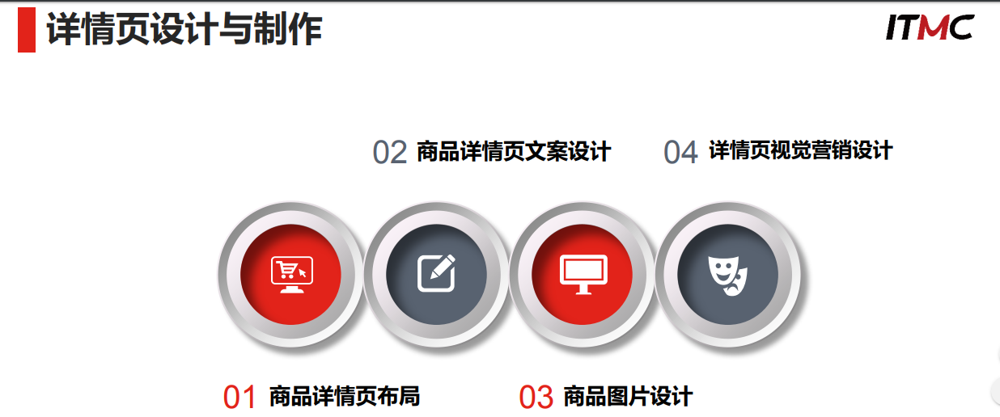 详情页设计与制作
ITMC
02 商品详情页文案设计
04 详情页视觉营销设计
01 商品详情页布局
03 商品图片设计